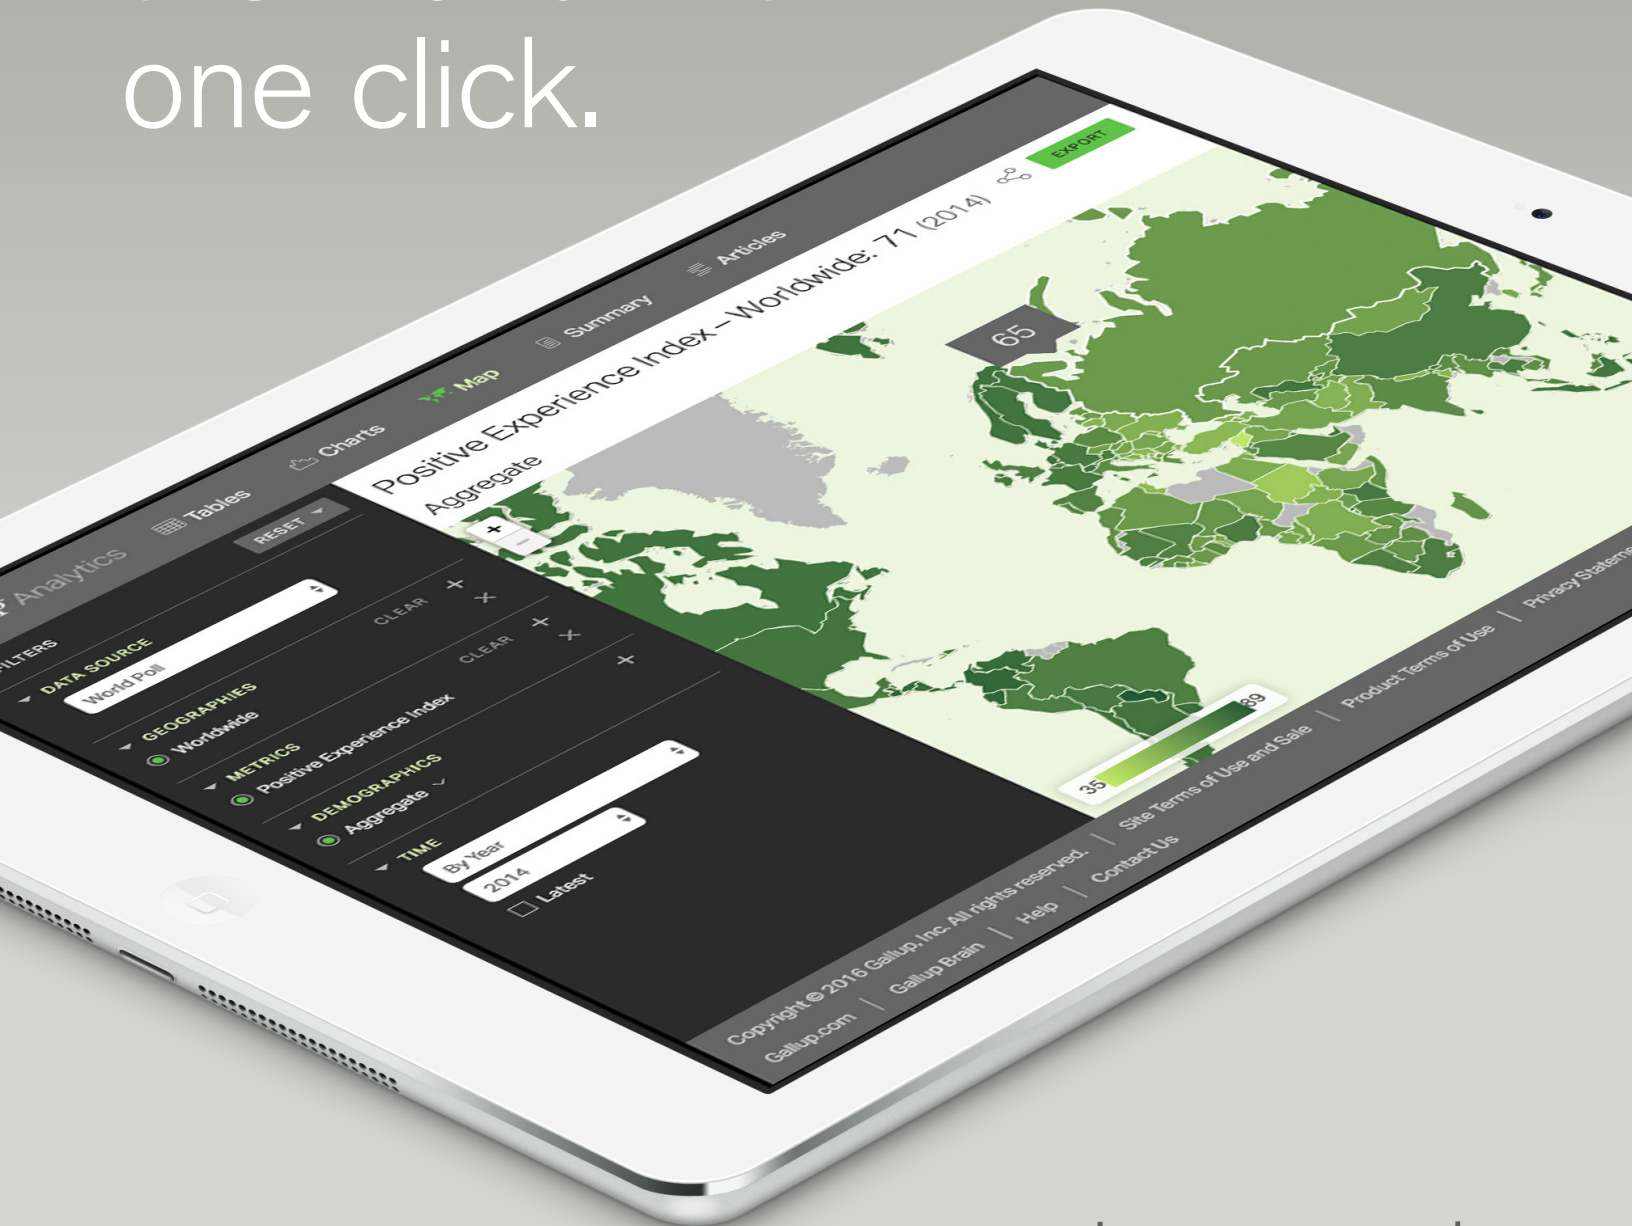 one click.
Analytics
Tables
Charts
Map
Summary
Articles
RESET
Positive Experience Index – Worldwide: 71 (2014)
EXPORT
Aggregate
+
−
65
35
89
FILTERS
DATA SOURCE
World Poll
GEOGRAPHIES
CLEAR +
Worldwide ×
METRICS
CLEAR +
Positive Experience Index ×
DEMOGRAPHICS
+
Aggregate
TIME
By Year
2014
Latest
Copyright © 2016 Gallup, Inc. All rights reserved. | Site Terms of Use and Sale | Product Terms of Use | Privacy
Gallup.com | Gallup Brain | Help | Contact Us